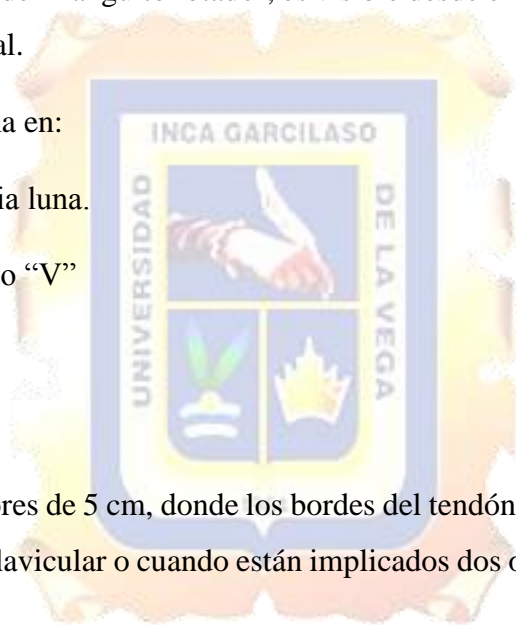 al.
a en:
INCA GARCILASO
UNIVERSIDAD
DE LA VEGA
ia luna.
o “V”
ores de 5 cm, donde los bordes del tendón
lavicular o cuando están implicados dos o